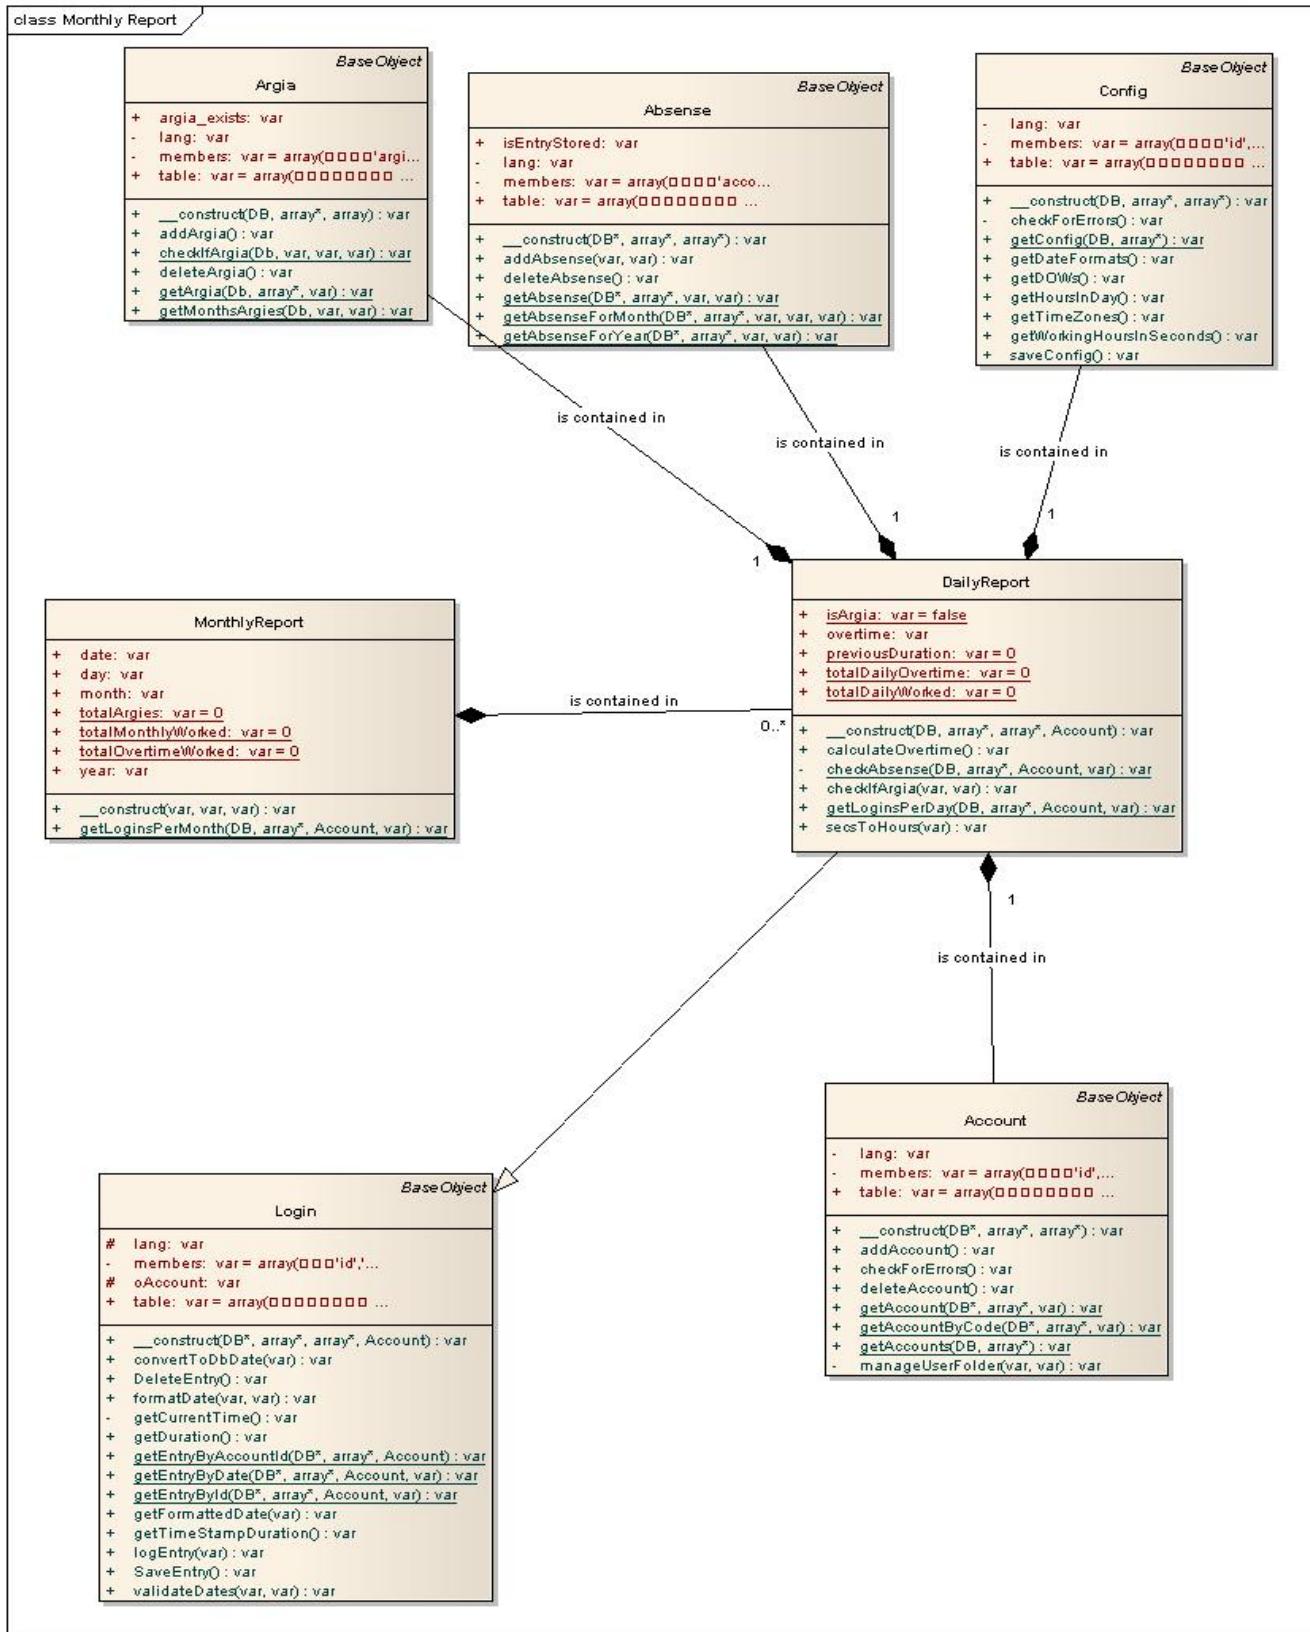 class Monthly Report
BaseObject
Argia
+ argia_exists: var
- lang: var
- members: var = array(□□□□'argi...
+ table: var = array(□□□□□□□□ ...
+ __construct(DB, array*, array) : var
+ addArgia() : var
+ checkIfArgia(Db, var, var, var) : var
+ deleteArgia() : var
+ getArgia(Db, array*, var) : var
+ getMonthsArgies(Db, var, var) : var
BaseObject
Absense
+ isEntryStored: var
- lang: var
- members: var = array(□□□□'acco...
+ table: var = array(□□□□□□□□ ...
+ __construct(DB*, array*, array*) : var
+ addAbsense(var, var) : var
+ deleteAbsense() : var
+ getAbsense(DB*, array*, var, var) : var
+ getAbsenseForMonth(DB*, array*, var, var, var) : var
+ getAbsenseForYear(DB*, array*, var, var) : var
BaseObject
Config
- lang: var
- members: var = array(□□□□'id',...
+ table: var = array(□□□□□□□□ ...
+ __construct(DB, array*, array*) : var
- checkForErrors() : var
+ getConfig(DB, array*) : var
+ getDateFormats() : var
+ getDOWs() : var
+ getHoursInDay() : var
+ getTimeZones() : var
+ getWorkingHoursInSeconds() : var
+ saveConfig() : var
is contained in
is contained in
is contained in
1
1
1
DailyReport
+ isArgia: var = false
+ overtime: var
+ previousDuration: var = 0
+ totalDailyOvertime: var = 0
+ totalDailyWorked: var = 0
+ __construct(DB, array*, array*, Account) : var
+ calculateOvertime() : var
- checkAbsense(DB, array*, Account, var) : var
+ checkIfArgia(var, var) : var
+ getLoginsPerDay(DB, array*, Account, var) : var
+ secsToHours(var) : var
MonthlyReport
+ date: var
+ day: var
+ month: var
+ totalArgies: var = 0
+ totalMonthlyWorked: var = 0
+ totalOvertimeWorked: var = 0
+ year: var
+ __construct(var, var, var) : var
+ getLoginsPerMonth(DB, array*, Account, var) : var
is contained in
0..*
1
is contained in
BaseObject
Account
- lang: var
- members: var = array(□□□□'id',...
+ table: var = array(□□□□□□□□ ...
+ __construct(DB*, array*, array*) : var
+ addAccount() : var
+ checkForErrors() : var
+ deleteAccount() : var
+ getAccount(DB*, array*, var) : var
+ getAccountByCode(DB*, array*, var) : var
+ getAccounts(DB, array*) : var
- manageUserFolder(var, var) : var
BaseObject
Login
# lang: var
- members: var = array(□□□'id','...
# oAccount: var
+ table: var = array(□□□□□□□□ ...
+ __construct(DB*, array*, array*, Account) : var
+ convertToDbDate(var) : var
+ DeleteEntry() : var
+ formatDate(var, var) : var
- getCurrentTime() : var
+ getDuration() : var
+ getEntryByAccountId(DB*, array*, Account) : var
+ getEntryByDate(DB*, array*, Account, var) : var
+ getEntryById(DB*, array*, Account, var) : var
+ getFormattedDate(var) : var
+ getTimeStampDuration() : var
+ logEntry(var) : var
+ SaveEntry() : var
+ validateDates(var, var) : var